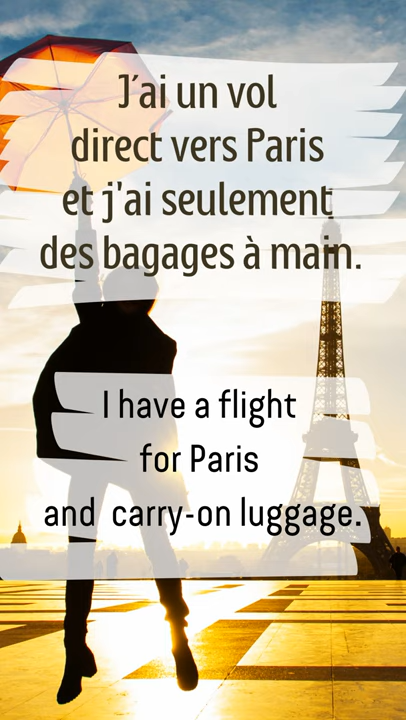 J´ai un vol
direct vers Paris
et j'ai seulement
des bagages à main.
I have a flight
for Paris
and carry-on luggage.